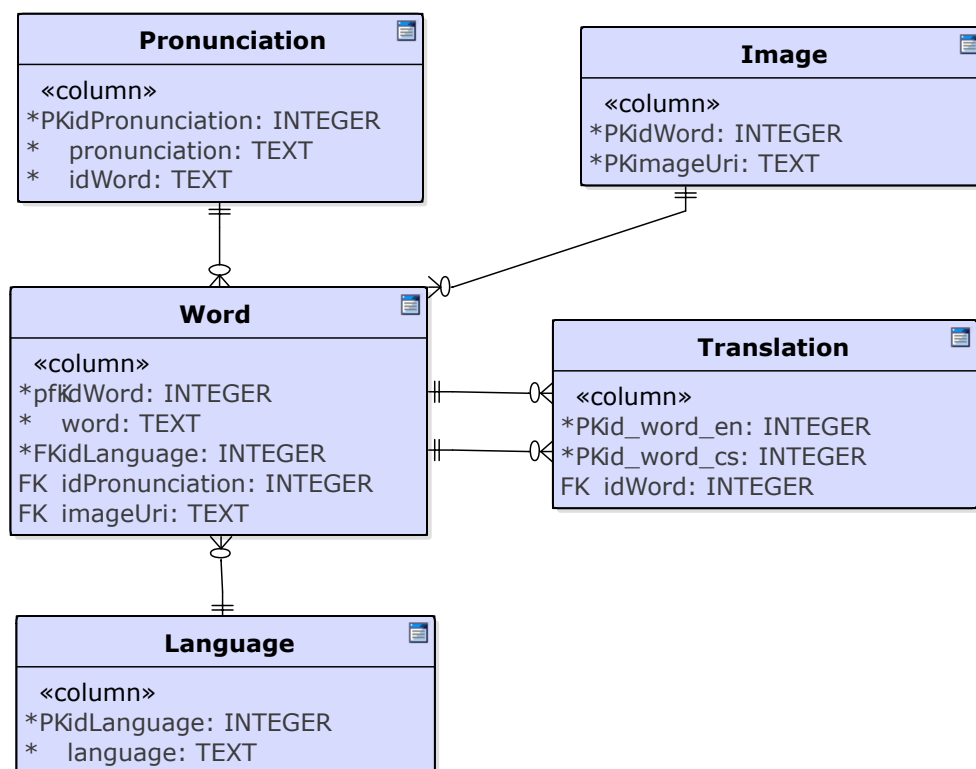 Pronunciation
«column»
*PKidPronunciation: INTEGER
* pronunciation: TEXT
* idWord: TEXT
Image
«column»
*PKidWord: INTEGER
*PKimageUri: TEXT
Word
«column»
*pfKidWord: INTEGER
* word: TEXT
*FKidLanguage: INTEGER
FK idPronunciation: INTEGER
FK imageUri: TEXT
Translation
«column»
*PKid_word_en: INTEGER
*PKid_word_cs: INTEGER
FK idWord: INTEGER
Language
«column»
*PKidLanguage: INTEGER
* language: TEXT